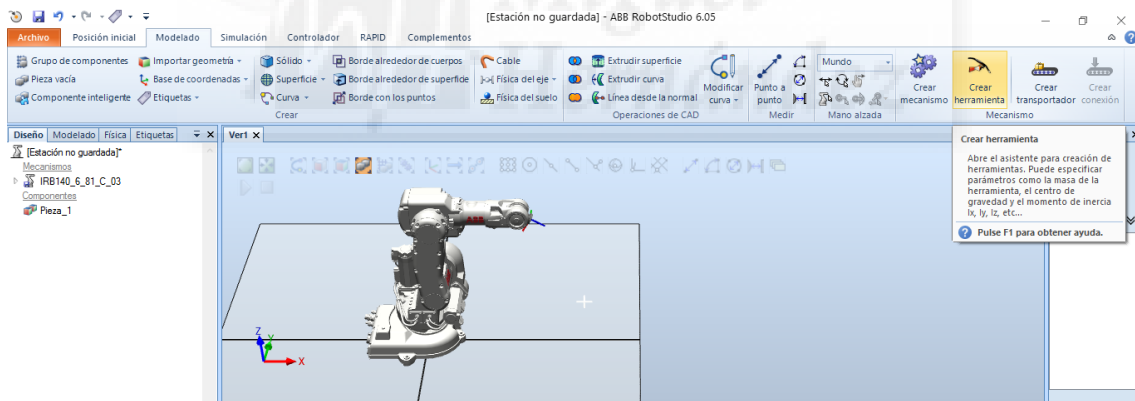 [Estación no guardada] - ABB RobotStudio 6.05
Archivo Posición inicial Modelado Simulación Controlador RAPID Complementos
Grupo de componentes
Pieza vacía
Componente inteligente
Importar geometría
Base de coordenadas
Etiquetas
Sólido
Superficie
Curva
Borde alrededor de cuerpos
Borde alrededor de superficie
Borde con los puntos
Crear
Cable
Física del eje
Física del suelo
Extrudir superficie
Extrudir curva
Línea desde la normal
Modificar
curva
Operaciones de CAD
Punto a
punto
Medir
Mundo
Mano alzada
Crear
mecanismo
Crear
herramienta
Crear
transportador
Crear
conexión
Mecanismo
Diseño Modelado Física Etiquetas
[Estación no guardada]*
Mecanismos
IRB140_6_81_C_03
Componentes
Pieza_1
Ver1
Crear herramienta
Abre el asistente para creación de
herramientas. Puede especificar
parámetros como la masa de la
herramienta, el centro de
gravedad y el momento de inercia
Ix, Iy, Iz, etc...
Pulse F1 para obtener ayuda.
ABB
Z
Y
X